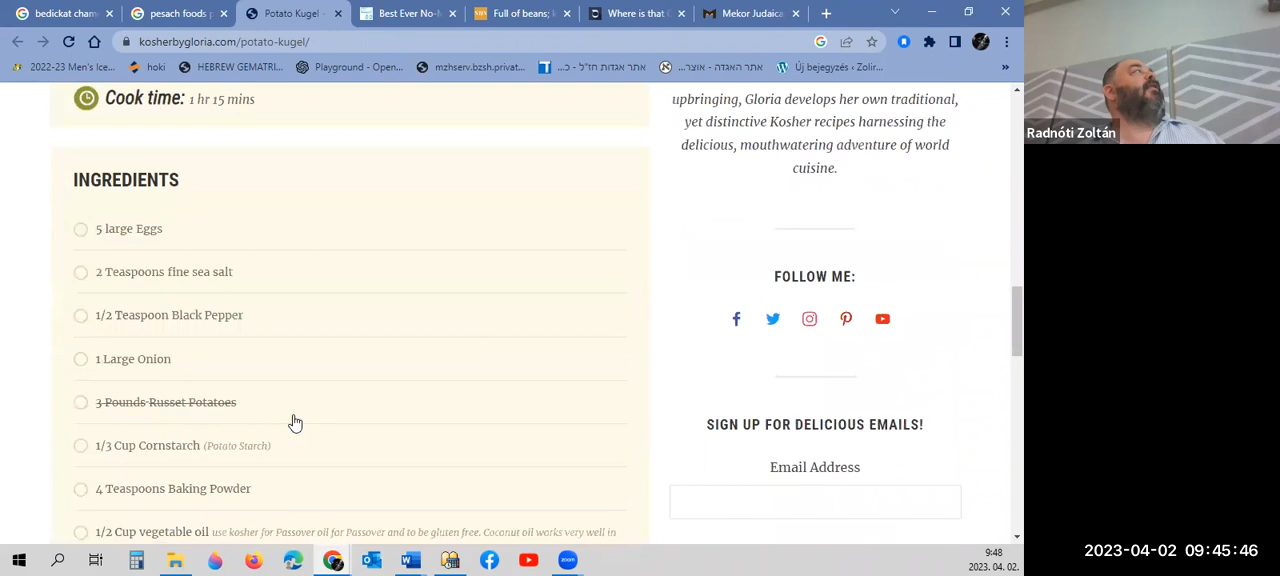 bedickat cham
pesach foods p
Potato Kugel -
Best Ever No-M
Full of beans; k
Where is that
Mekor Judaica
kosherbygloria.com/potato-kugel/
2022-23 Men's Ice...
hoki
HEBREW GEMATRI...
Playground - Open...
mzhserv.bzsh.privat...
אתר אגדות חז"ל - כ...
אתר האגדה - אוצר...
Új bejegyzés ‹ Zolir...
Radnóti Zoltán
Cook time: 1 hr 15 mins
INGREDIENTS
5 large Eggs
2 Teaspoons fine sea salt
1/2 Teaspoon Black Pepper
1 Large Onion
3 Pounds Russet Potatoes
1/3 Cup Cornstarch (Potato Starch)
4 Teaspoons Baking Powder
1/2 Cup vegetable oil use kosher for Passover oil for Passover and to be gluten free. Coconut oil works very well in
upbringing, Gloria develops her own traditional,
yet distinctive Kosher recipes harnessing the
delicious, mouthwatering adventure of world
cuisine.
FOLLOW ME:
SIGN UP FOR DELICIOUS EMAILS!
Email Address
9:48
2023. 04. 02.
2023-04-02 09:45:46